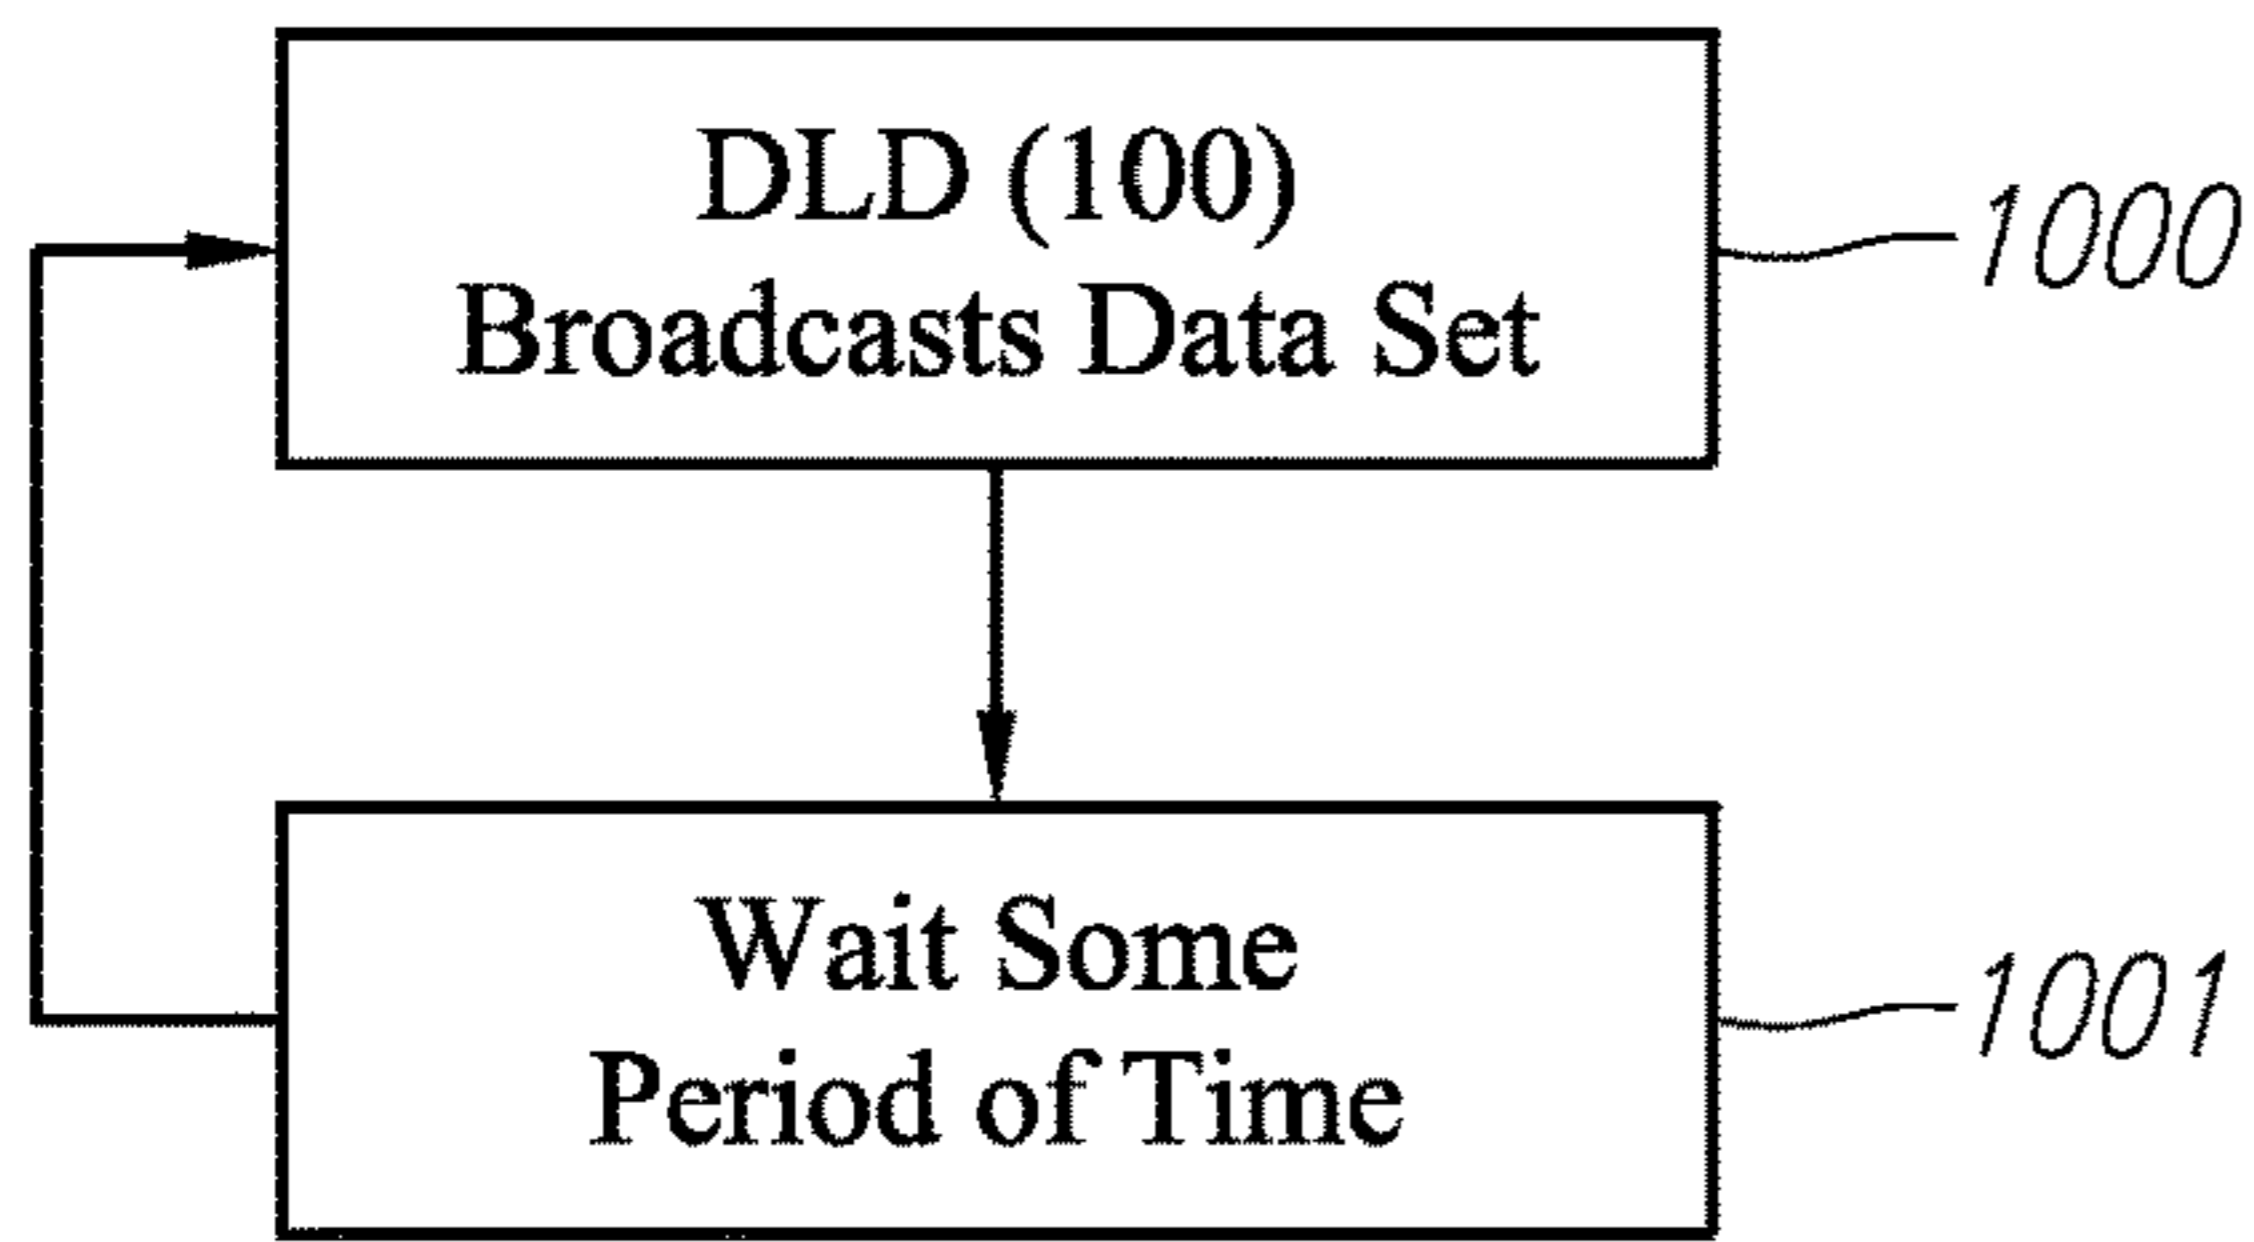 DLD (100)
Broadcasts Data Set
1000
Wait Some
Period of Time
1001